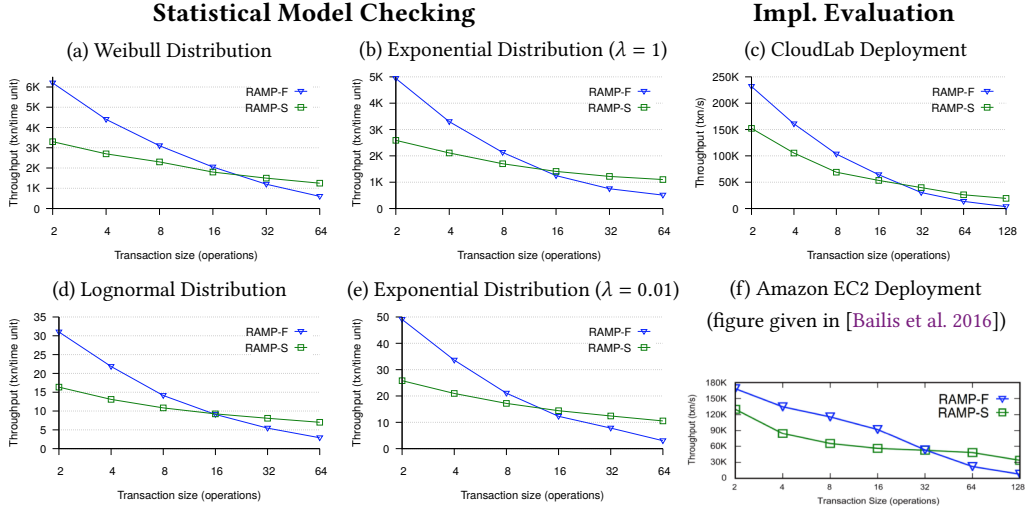 Statistical Model Checking
Impl. Evaluation
(a) Weibull Distribution
Throughput (txn/time unit)
6K
5K
4K
3K
2K
1K
0
RAMP-F
RAMP-S
2 4 8 16 32 64
Transaction size (operations)
(b) Exponential Distribution (λ = 1)
Throughput (txn/time unit)
5K
4K
3K
2K
1K
0
RAMP-F
RAMP-S
2 4 8 16 32 64
Transaction size (operations)
(c) CloudLab Deployment
Throughput (txn/s)
250K
200K
150K
100K
50K
0
RAMP-F
RAMP-S
2 4 8 16 32 64 128
Transaction size (operations)
(d) Lognormal Distribution
Throughput (txn/time unit)
35
30
25
20
15
10
5
0
RAMP-F
RAMP-S
2 4 8 16 32 64
Transaction size (operations)
(e) Exponential Distribution (λ = 0.01)
Throughput (txn/time unit)
50
40
30
20
10
0
RAMP-F
RAMP-S
2 4 8 16 32 64
Transaction size (operations)
(f) Amazon EC2 Deployment
(figure given in [Bailis et al. 2016])
Throughput (txn/s)
180K
150K
120K
90K
60K
30K
0
RAMP-F
RAMP-S
2 4 8 16 32 64 128
Transaction Size (operations)